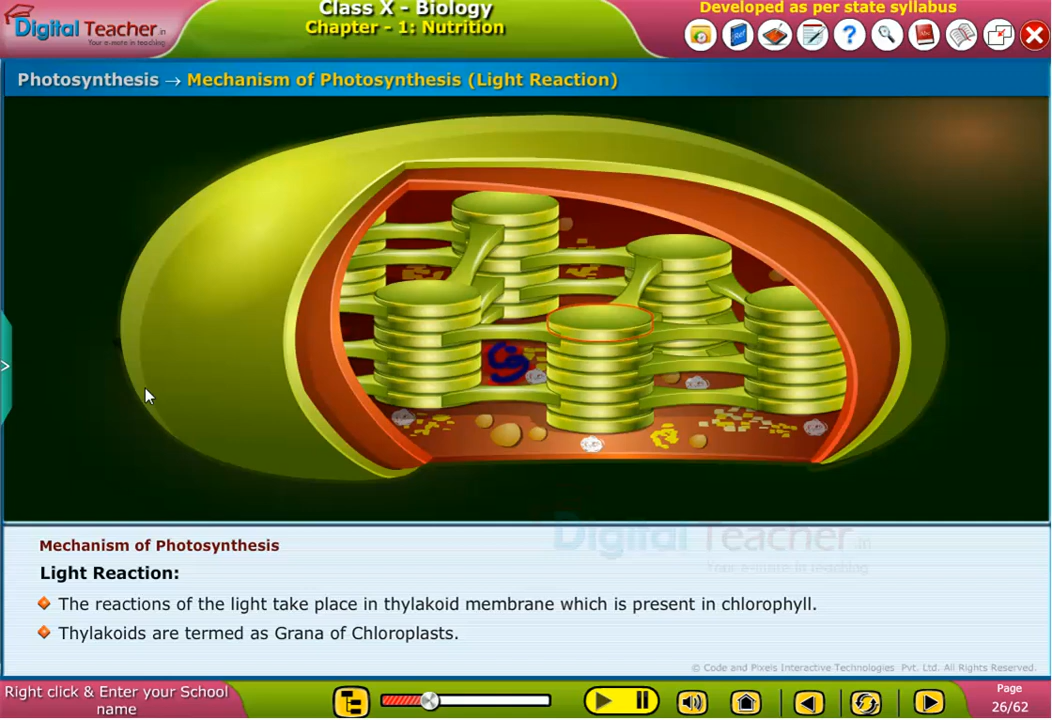 Digital Teacher.in
Your e-more in teaching
Class X - Biology
Chapter - 1: Nutrition
Developed as per state syllabus
Photosynthesis → Mechanism of Photosynthesis (Light Reaction)
Mechanism of Photosynthesis
Light Reaction:
The reactions of the light take place in thylakoid membrane which is present in chlorophyll.
Thylakoids are termed as Grana of Chloroplasts.
Digital Teacher.in
Your e-more in teaching
© Code and Pixels Interactive Technologies Pvt. Ltd. All Rights Reserved.
Right click & Enter your School
name
Page
26/62